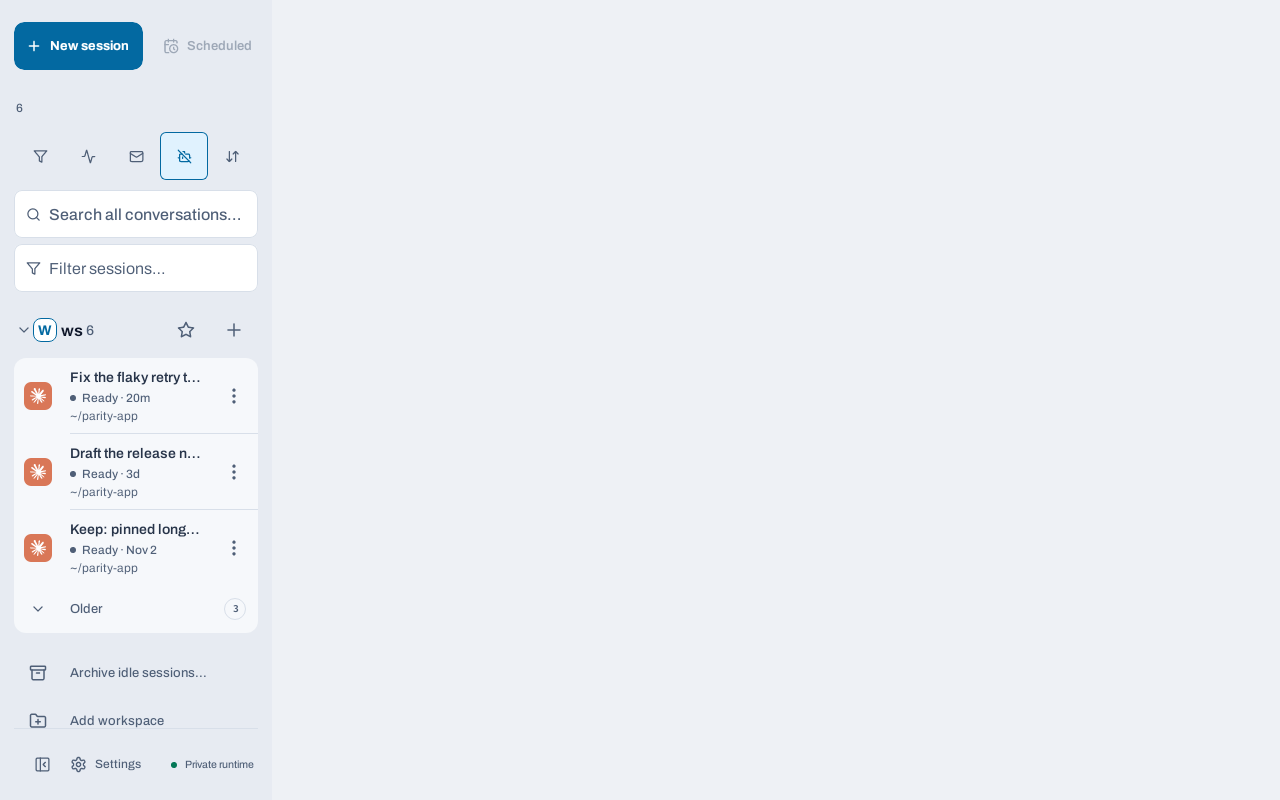 New session
Scheduled
6
Search all conversations...
Filter sessions...
W ws 6
Fix the flaky retry t...
Ready · 20m
~/parity-app
Draft the release n...
Ready · 3d
~/parity-app
Keep: pinned long...
Ready · Nov 2
~/parity-app
Older 3
Archive idle sessions...
Add workspace
Settings
Private runtime